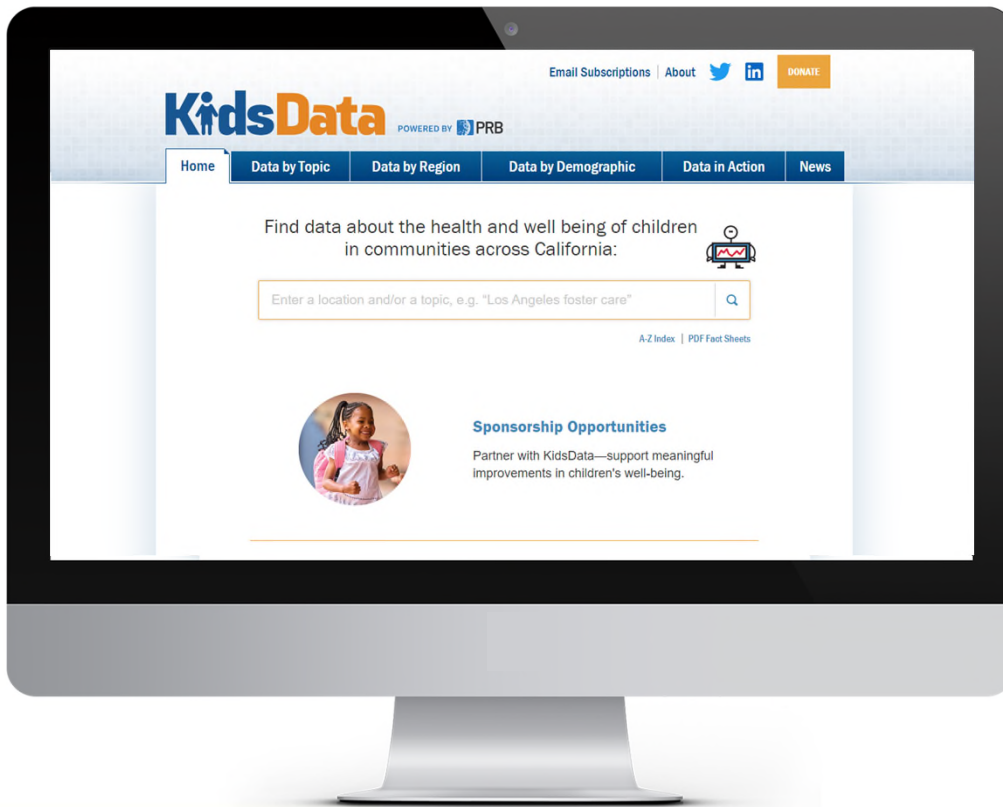 Email Subscriptions | About in DONATE
KidsData POWERED BY PRB
Home Data by Topic Data by Region Data by Demographic Data in Action News
Find data about the health and well being of children
in communities across California:
Enter a location and/or a topic, e.g. “Los Angeles foster care”
A-Z Index | PDF Fact Sheets
Sponsorship Opportunities
Partner with KidsData—support meaningful
improvements in children's well-being.